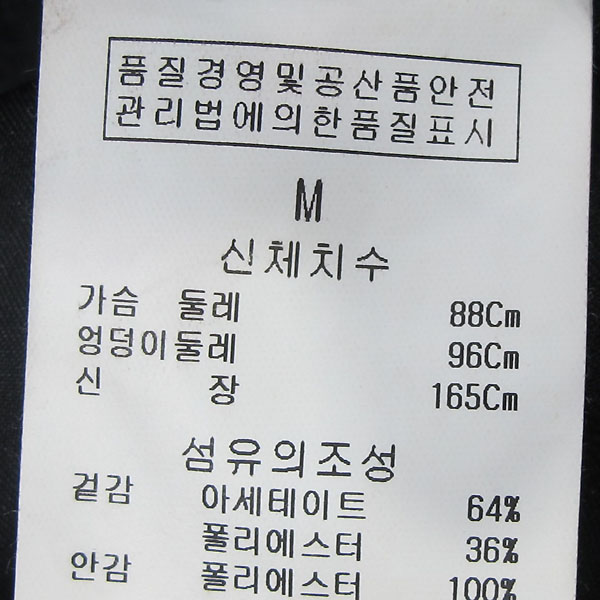 품질경영및공산품안전
관리법에의한품질표시
M
신체치수
가슴 둘레 88Cm
엉덩이둘레 96Cm
신 장 165Cm
섬유의조성
겉감 아세테이트 64%
폴리에스터 36%
안감 폴리에스터 100%